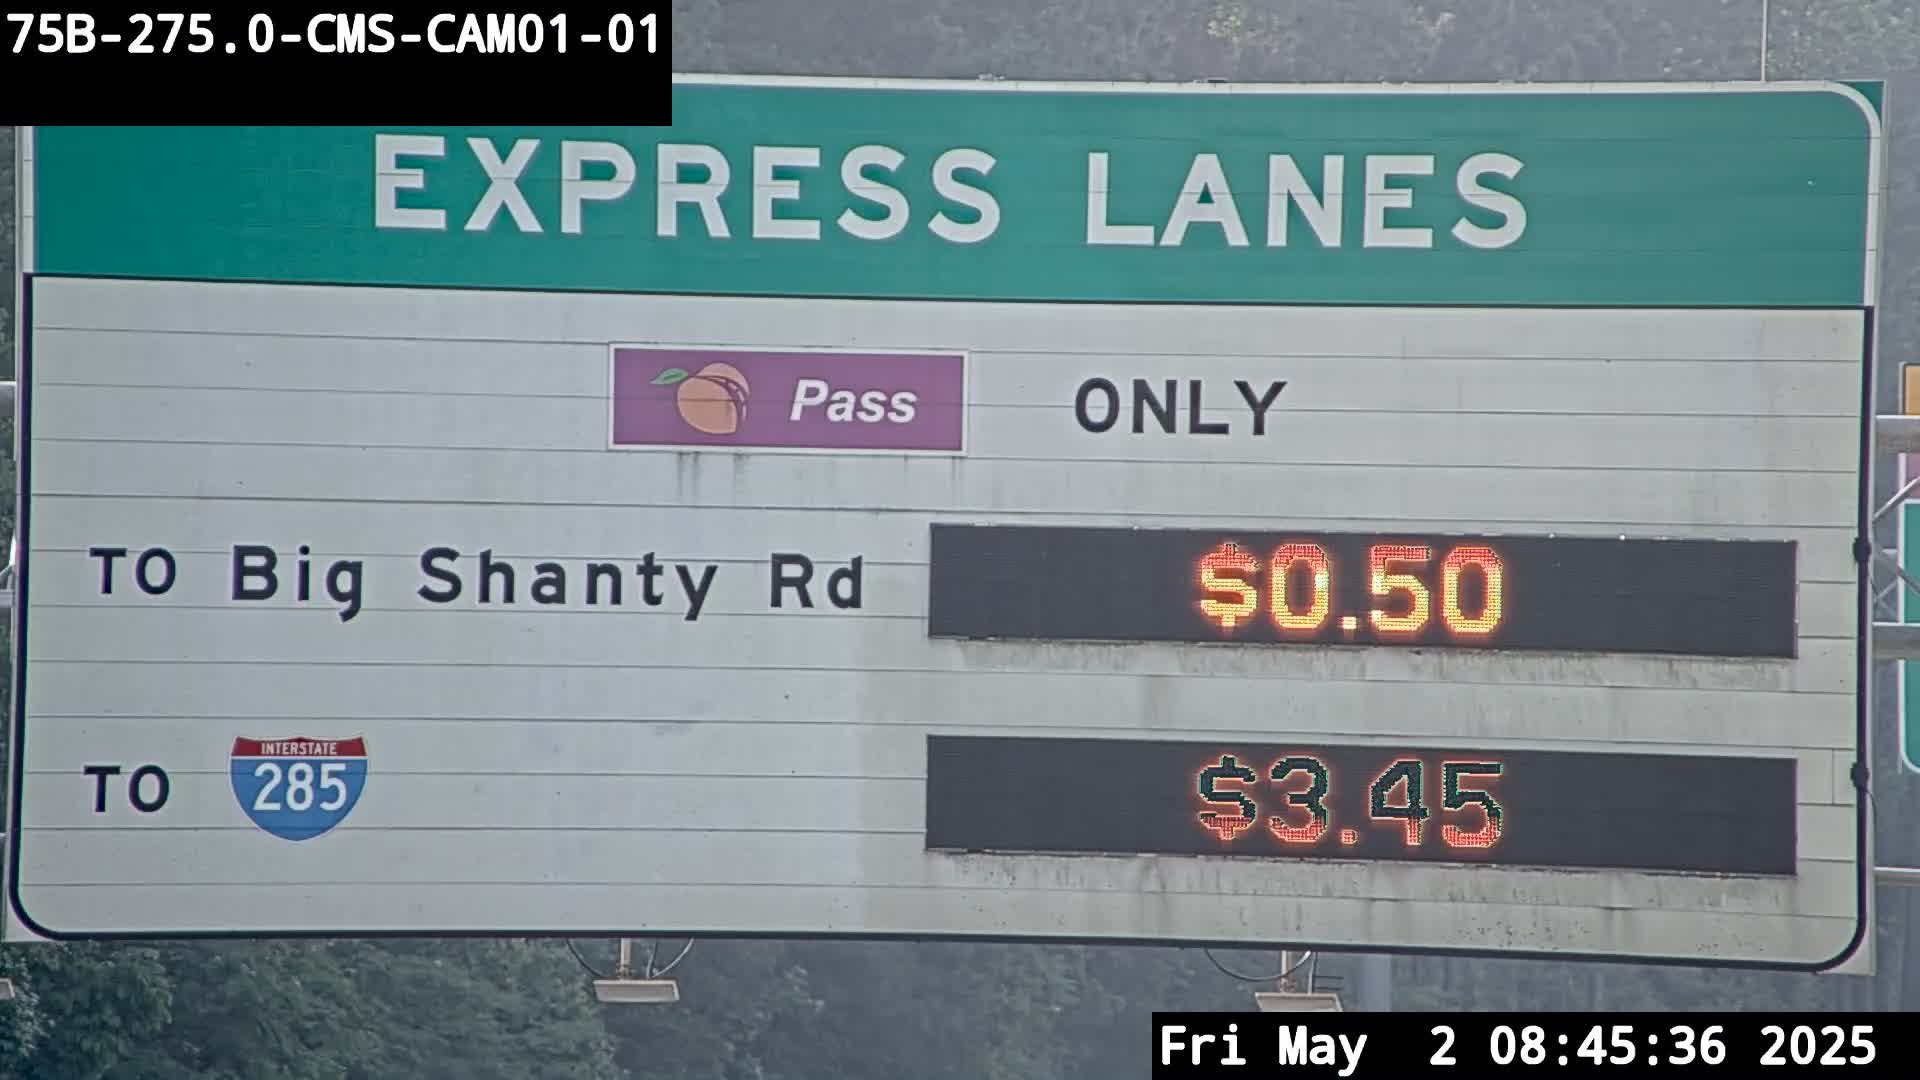 75B-275.0-CMS-CAM01-01
EXPRESS LANES
Pass ONLY
TO Big Shanty Rd $0.50
INTERSTATE
TO 285 $3.45
Fri May 2 08:45:36 2025